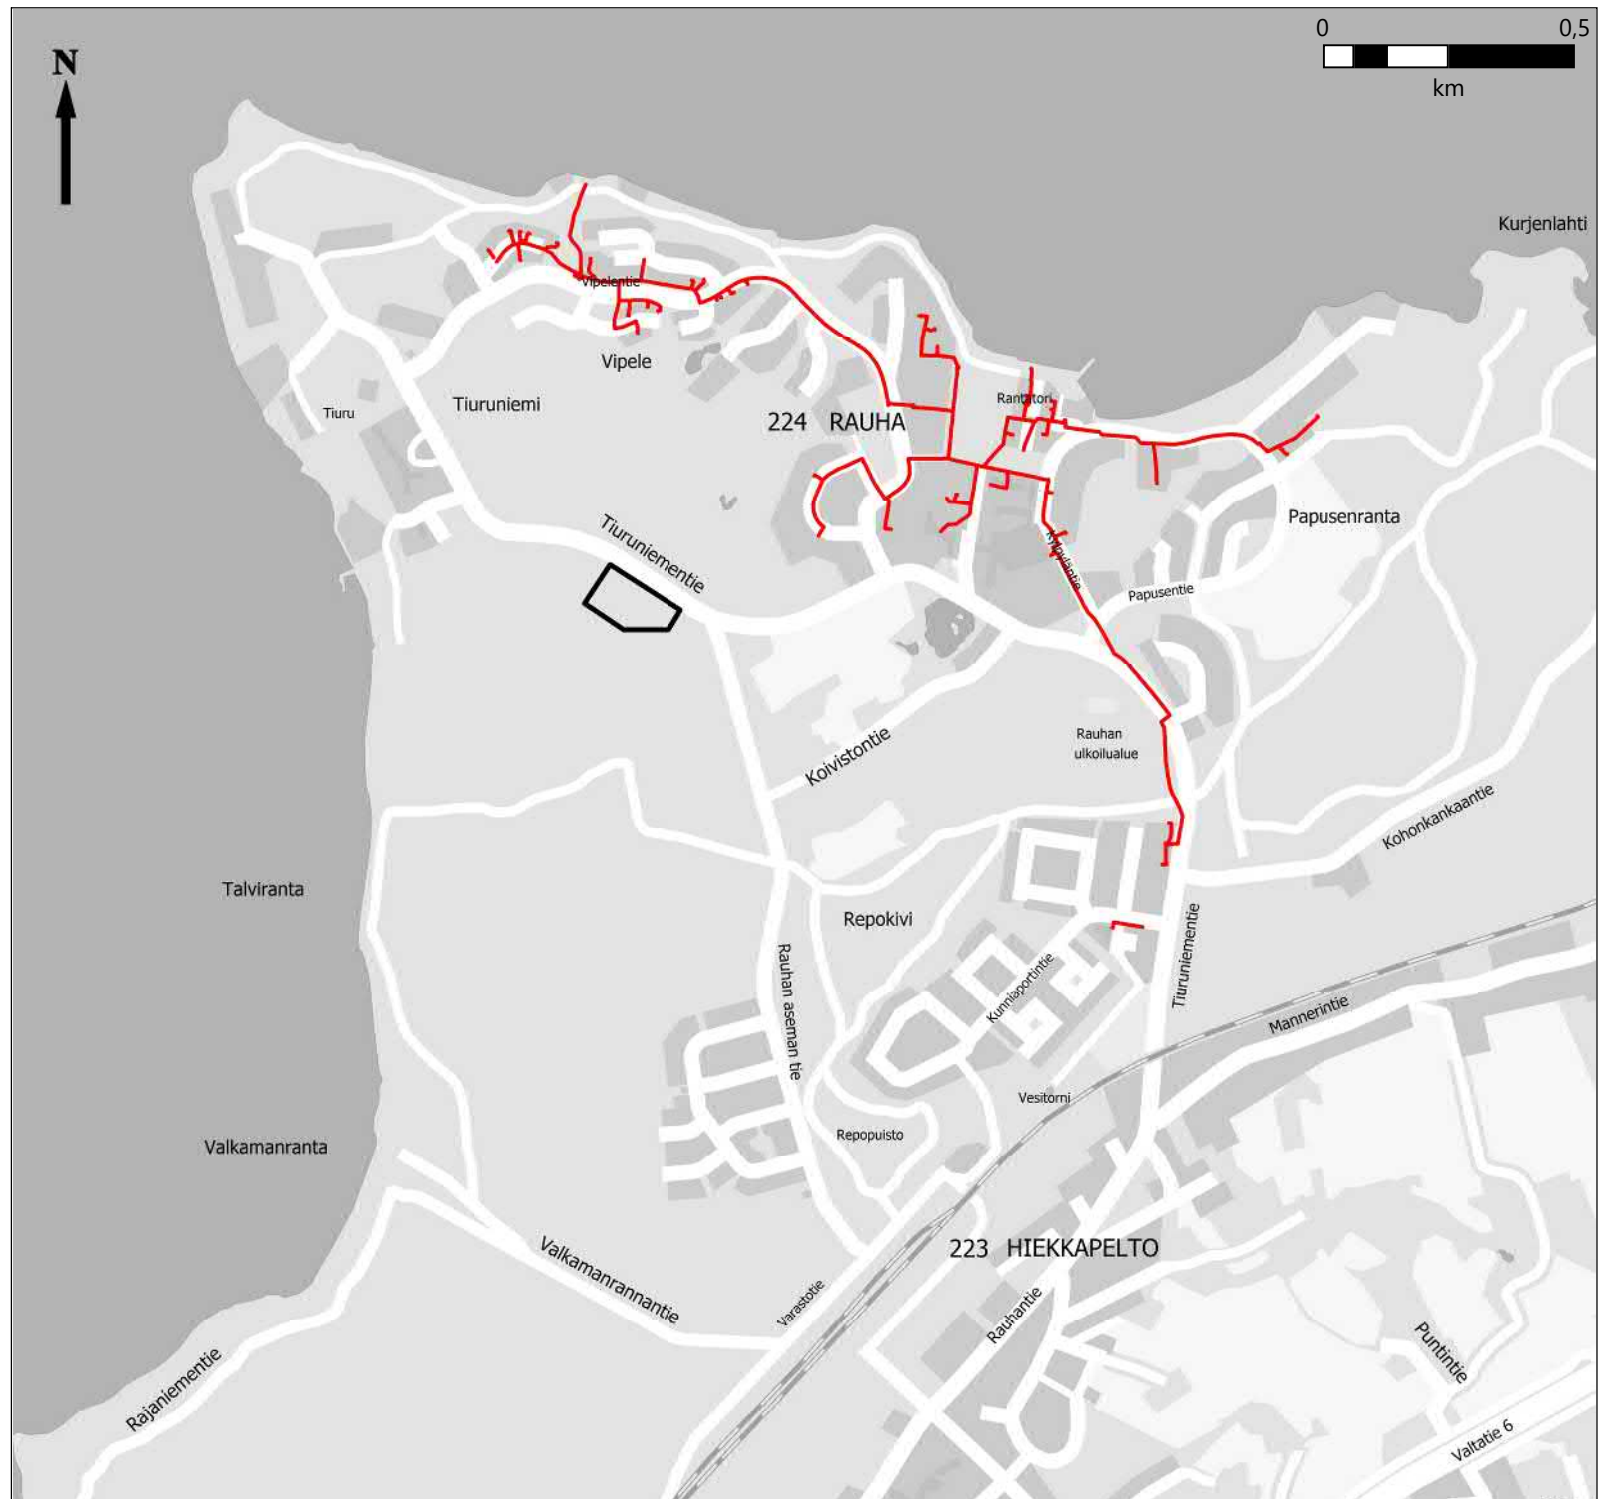 0 0,5
km
N
Kurjenlahti
Vipelentie
Vipele
Tiuruniemi
Tiuru
Rantatori
224 RAUHA
Papusenranta
Tiuruniementie
Kylpyläntie
Papusentie
Rauhan
ulkoilualue
Koivistontie
Kohonkankaantie
Talviranta
Repokivi
Tiuruniementie
Rauhan aseman tie
Kunniaportintie
Mannerintie
Vesitorni
Repopuisto
Valkamanranta
223 HIEKKAPELTO
Valkamanrannantie
Varastotie
Rauhantie
Puntintie
Rajaniementie
Valtatie 6